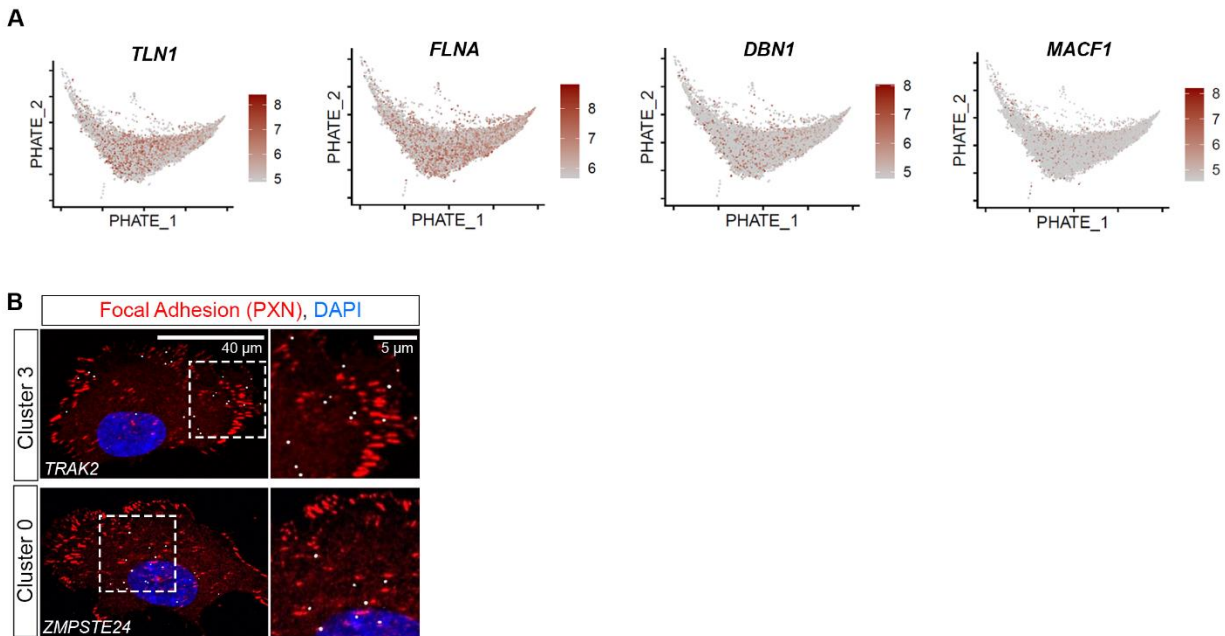 A
TLN1
FLNA
DBN1
MACF1
PHATE_2
8
7
6
5
PHATE_1
PHATE_2
8
7
6
PHATE_1
PHATE_2
8
7
6
5
PHATE_1
PHATE_2
8
7
6
5
PHATE_1
B
Focal Adhesion (PXN), DAPI
Cluster 3
40 µm
5 µm
TRAK2
Cluster 0
ZMPSTE24